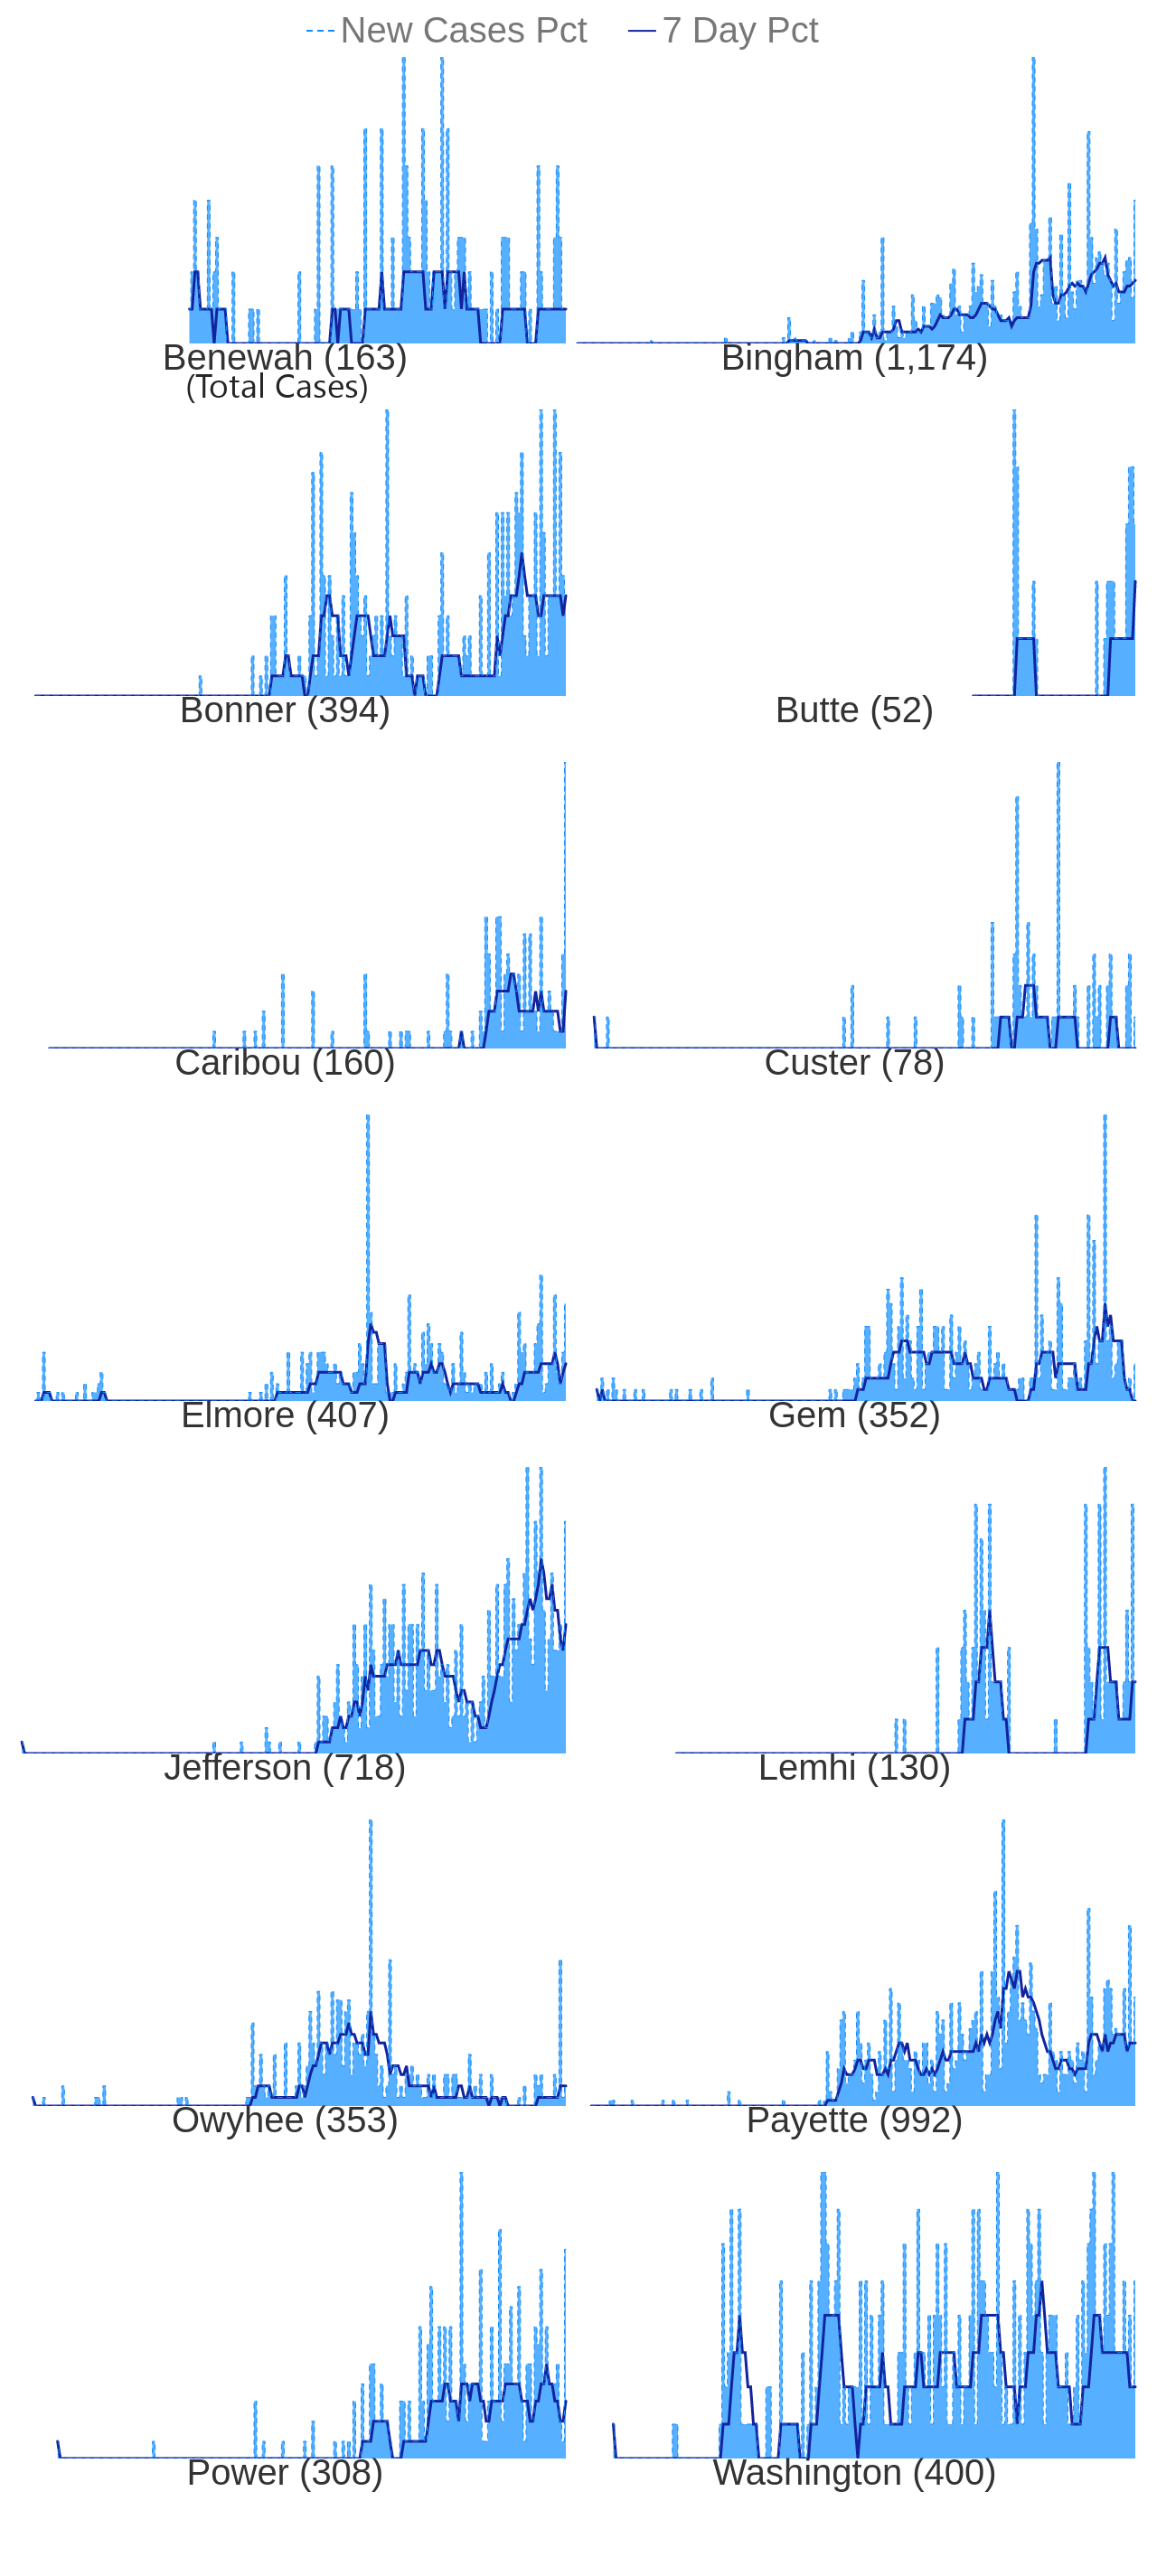 New Cases Pct 7 Day Pct
Benewah (163) Bingham (1,174)
(Total Cases)
Bonner (394) Butte (52)
Caribou (160) Custer (78)
Elmore (407) Gem (352)
Jefferson (718) Lemhi (130)
Owyhee (353) Payette (992)
Power (308) Washington (400)